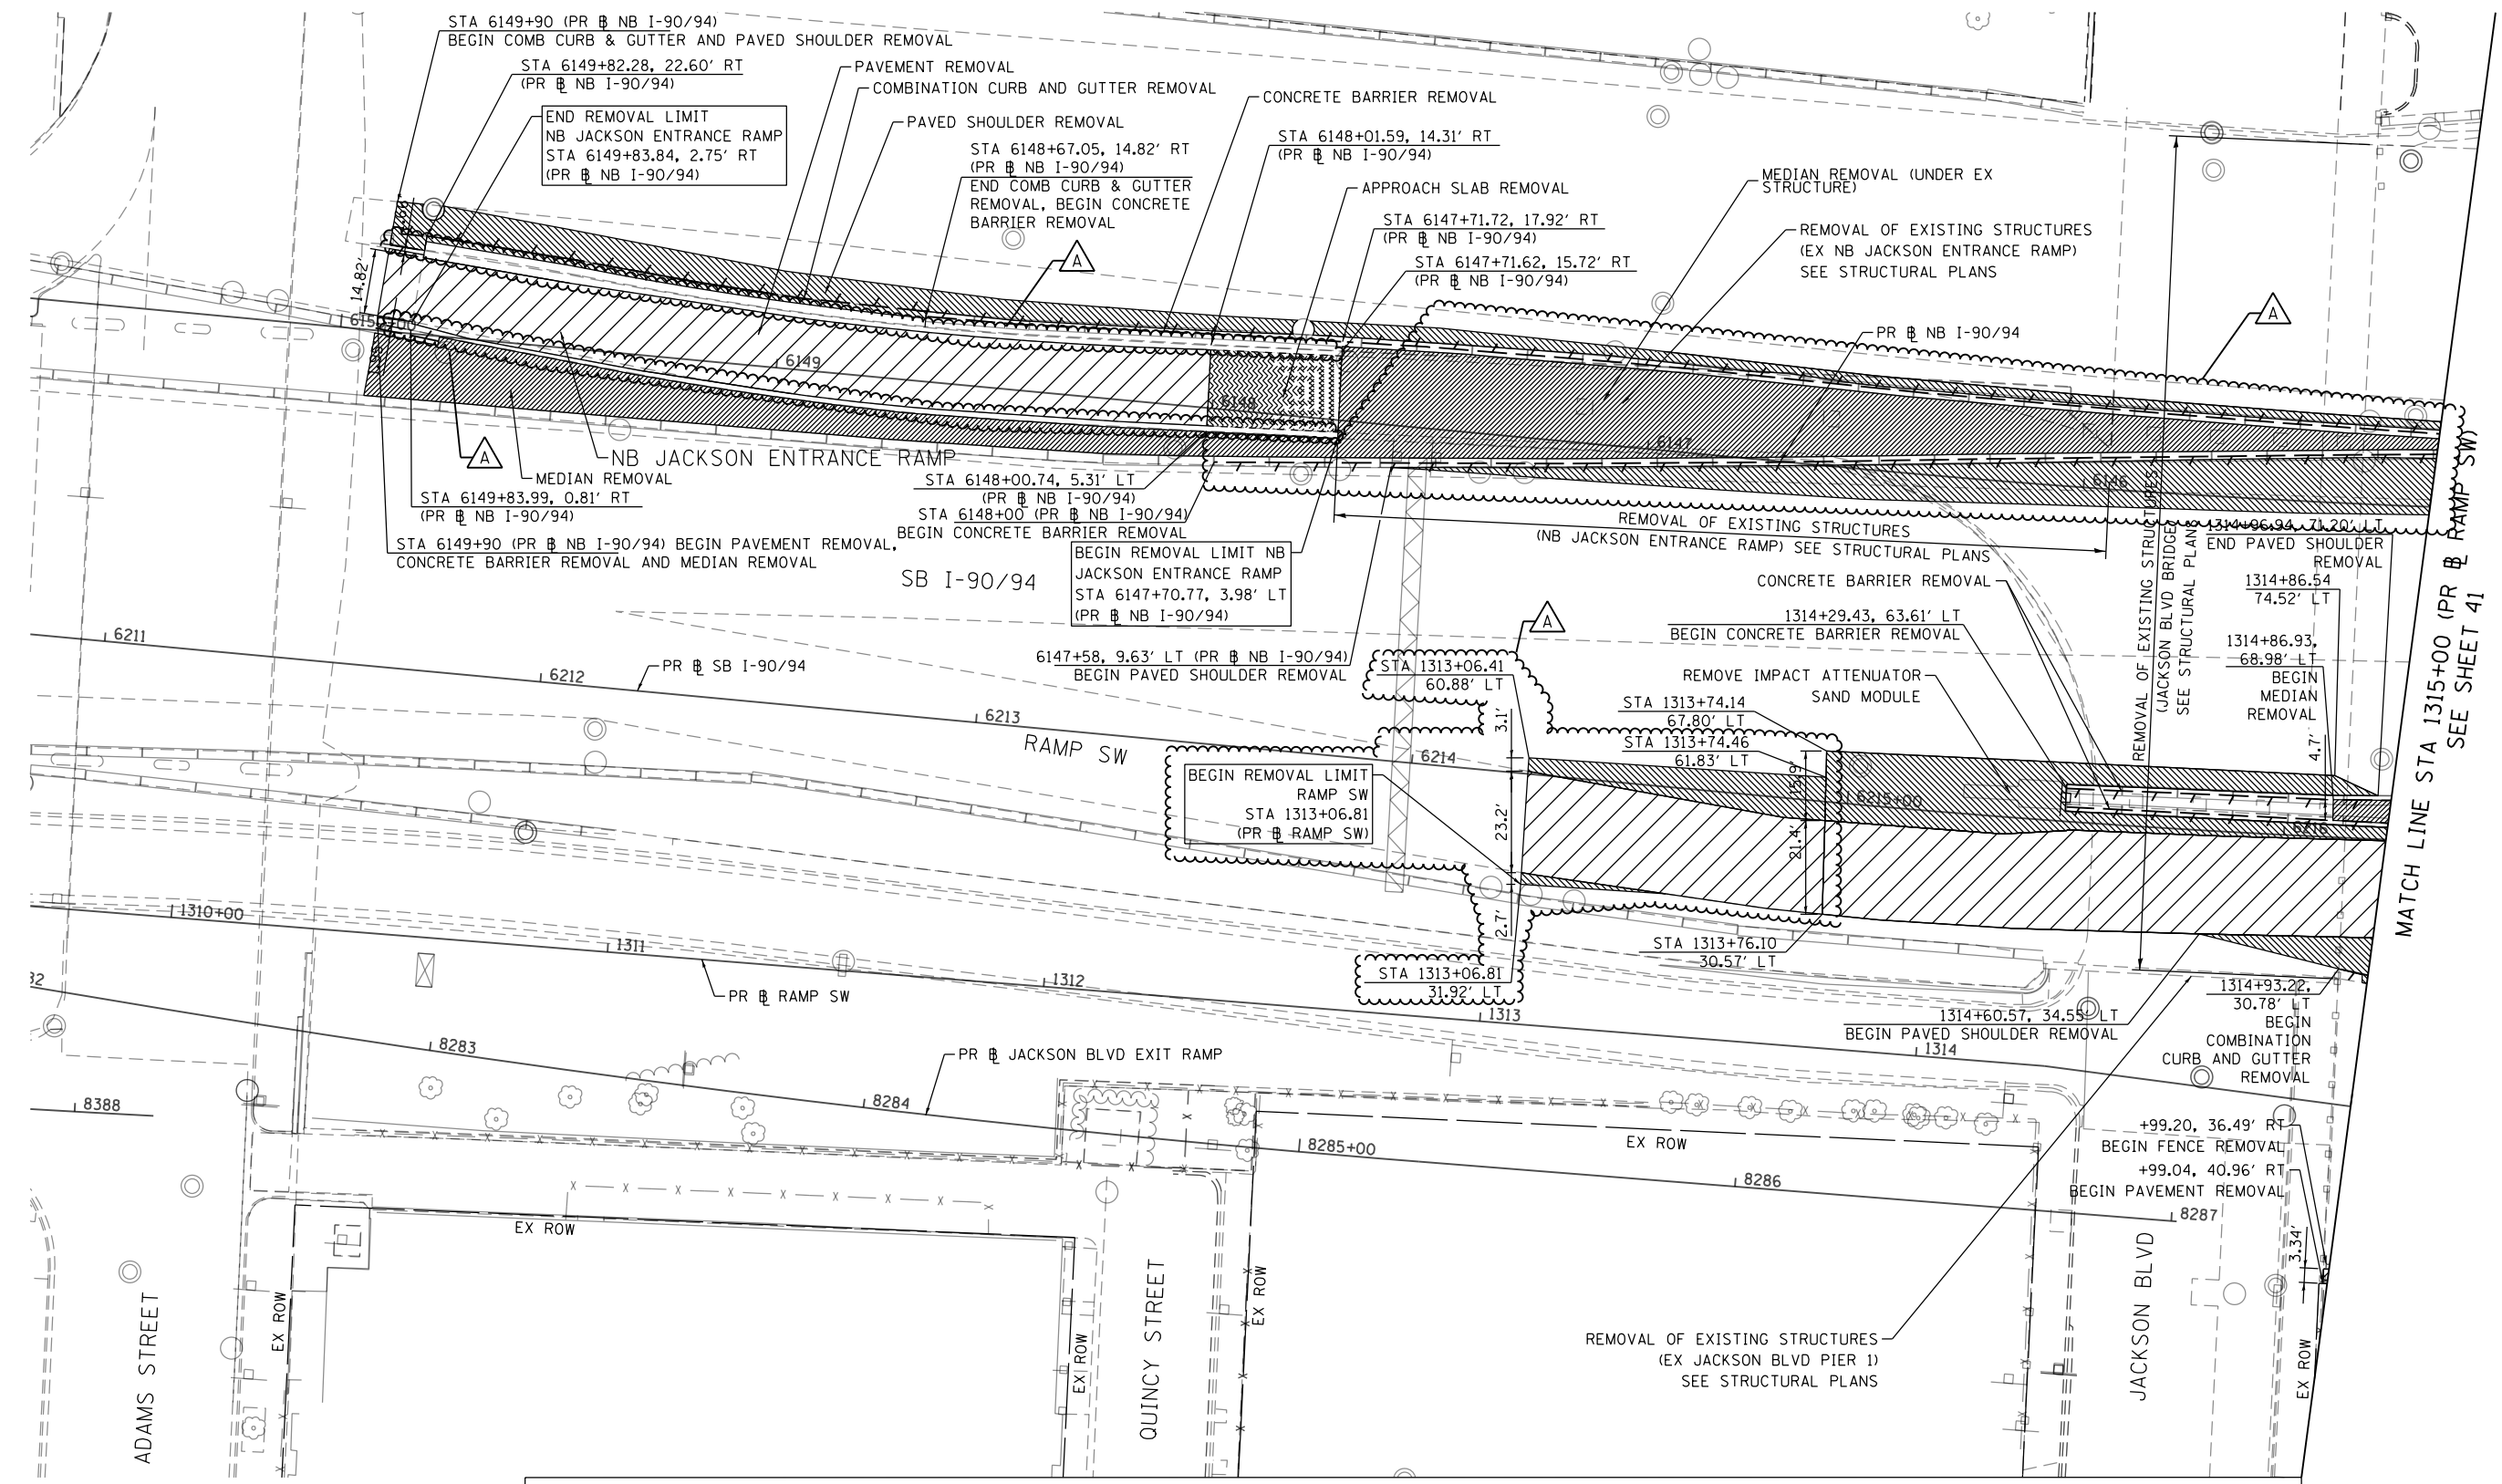 STA 6149+90 (PR ℄ NB I-90/94)
BEGIN COMB CURB & GUTTER AND PAVED SHOULDER REMOVAL
STA 6149+82.28, 22.60' RT
(PR ℄ NB I-90/94)
END REMOVAL LIMIT
NB JACKSON ENTRANCE RAMP
STA 6149+83.84, 2.75' RT
(PR ℄ NB I-90/94)
PAVEMENT REMOVAL
COMBINATION CURB AND GUTTER REMOVAL
PAVED SHOULDER REMOVAL
STA 6148+67.05, 14.82' RT
(PR ℄ NB I-90/94)
END COMB CURB & GUTTER
REMOVAL, BEGIN CONCRETE
BARRIER REMOVAL
CONCRETE BARRIER REMOVAL
STA 6148+01.59, 14.31' RT
(PR ℄ NB I-90/94)
APPROACH SLAB REMOVAL
STA 6147+71.72, 17.92' RT
(PR ℄ NB I-90/94)
STA 6147+71.62, 15.72' RT
(PR ℄ NB I-90/94)
MEDIAN REMOVAL (UNDER EX
STRUCTURE)
REMOVAL OF EXISTING STRUCTURES
(EX NB JACKSON ENTRANCE RAMP)
SEE STRUCTURAL PLANS
PR ℄ NB I-90/94
A
A
A
A
14.82'
6149
6148
6147
6146
NB JACKSON ENTRANCE RAMP
MEDIAN REMOVAL
STA 6149+83.99, 0.81' RT
(PR ℄ NB I-90/94)
STA 6149+90 (PR ℄ NB I-90/94) BEGIN PAVEMENT REMOVAL,
CONCRETE BARRIER REMOVAL AND MEDIAN REMOVAL
STA 6148+00.74, 5.31' LT
(PR ℄ NB I-90/94)
STA 6148+00 (PR ℄ NB I-90/94)
BEGIN CONCRETE BARRIER REMOVAL
BEGIN REMOVAL LIMIT NB
JACKSON ENTRANCE RAMP
STA 6147+70.77, 3.98' LT
(PR ℄ NB I-90/94)
REMOVAL OF EXISTING STRUCTURES
(NB JACKSON ENTRANCE RAMP) SEE STRUCTURAL PLANS
SB I-90/94
6147+58, 9.63' LT (PR ℄ NB I-90/94)
BEGIN PAVED SHOULDER REMOVAL
CONCRETE BARRIER REMOVAL
1314+29.43, 63.61' LT
BEGIN CONCRETE BARRIER REMOVAL
REMOVE IMPACT ATTENUATOR
SAND MODULE
REMOVAL OF EXISTING STRUCTURES
(JACKSON BLVD BRIDGE)
SEE STRUCTURAL PLANS
1314+96.94, 71.20' LT
END PAVED SHOULDER
REMOVAL
1314+86.54
74.52' LT
1314+86.93,
68.98' LT
BEGIN
MEDIAN
REMOVAL
4.7'
MATCH LINE STA 1315+00 (PR ℄ RAMP SW)
SEE SHEET 41
6211
6212
6213
6214
6215+00
6216
PR ℄ SB I-90/94
RAMP SW
STA 1313+06.41
60.88' LT
STA 1313+74.14
67.80' LT
STA 1313+74.46
61.83' LT
BEGIN REMOVAL LIMIT
RAMP SW
STA 1313+06.81
(PR ℄ RAMP SW)
3.1'
23.2'
2.7'
15.9'
21.4'
STA 1313+76.10
30.57' LT
STA 1313+06.81
31.92' LT
1310+00
1311
1312
1313
1314
PR ℄ RAMP SW
1314+60.57, 34.55' LT
BEGIN PAVED SHOULDER REMOVAL
1314+93.22,
30.78' LT
BEGIN
COMBINATION
CURB AND GUTTER
REMOVAL
8283
8284
8285+00
8286
8287
8388
PR ℄ JACKSON BLVD EXIT RAMP
EX ROW
EX ROW
EX ROW
EX ROW
EX ROW
EX ROW
+99.20, 36.49' RT
BEGIN FENCE REMOVAL
+99.04, 40.96' RT
BEGIN PAVEMENT REMOVAL
3.34'
REMOVAL OF EXISTING STRUCTURES
(EX JACKSON BLVD PIER 1)
SEE STRUCTURAL PLANS
ADAMS STREET
QUINCY STREET
JACKSON BLVD